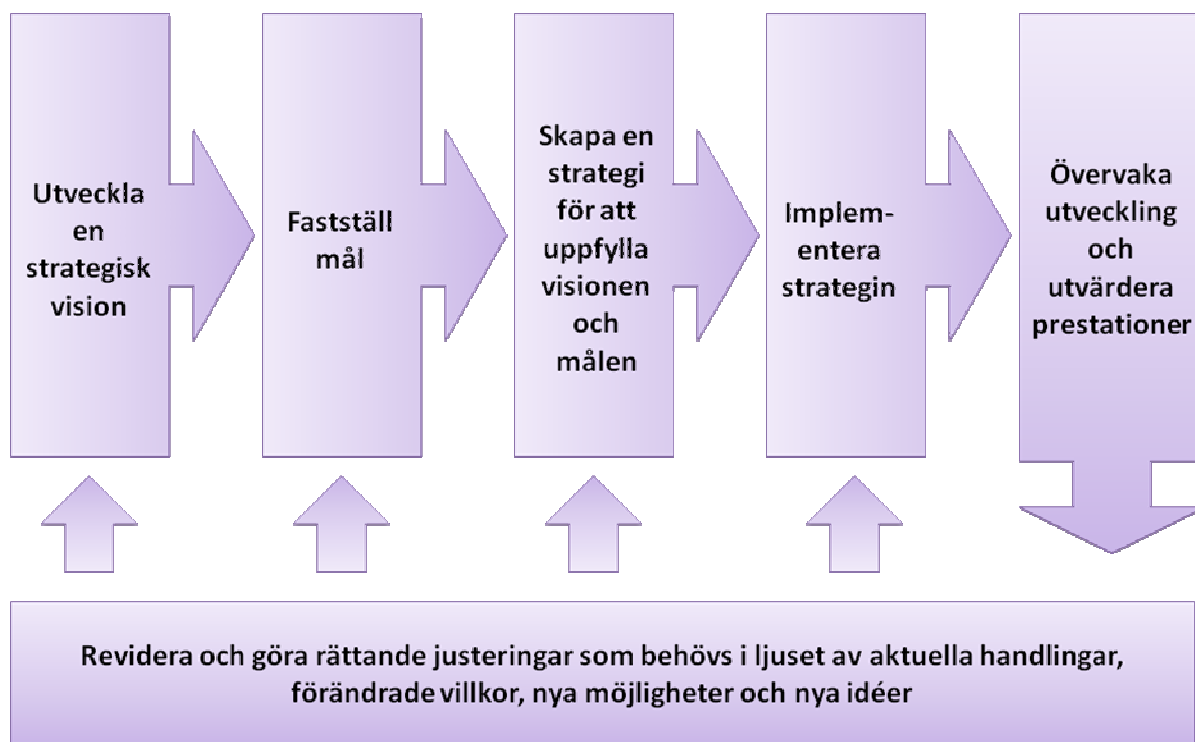 Utveckla
en
strategisk
vision
Fastställ
mål
Skapa en
strategi
för att
uppfylla
visionen
och
målen
Implem-
entera
strategin
Övervaka
utveckling
och
utvärdera
prestationer
Revidera och göra rättande justeringar som behövs i ljuset av aktuella handlingar,
förändrade villkor, nya möjligheter och nya idéer